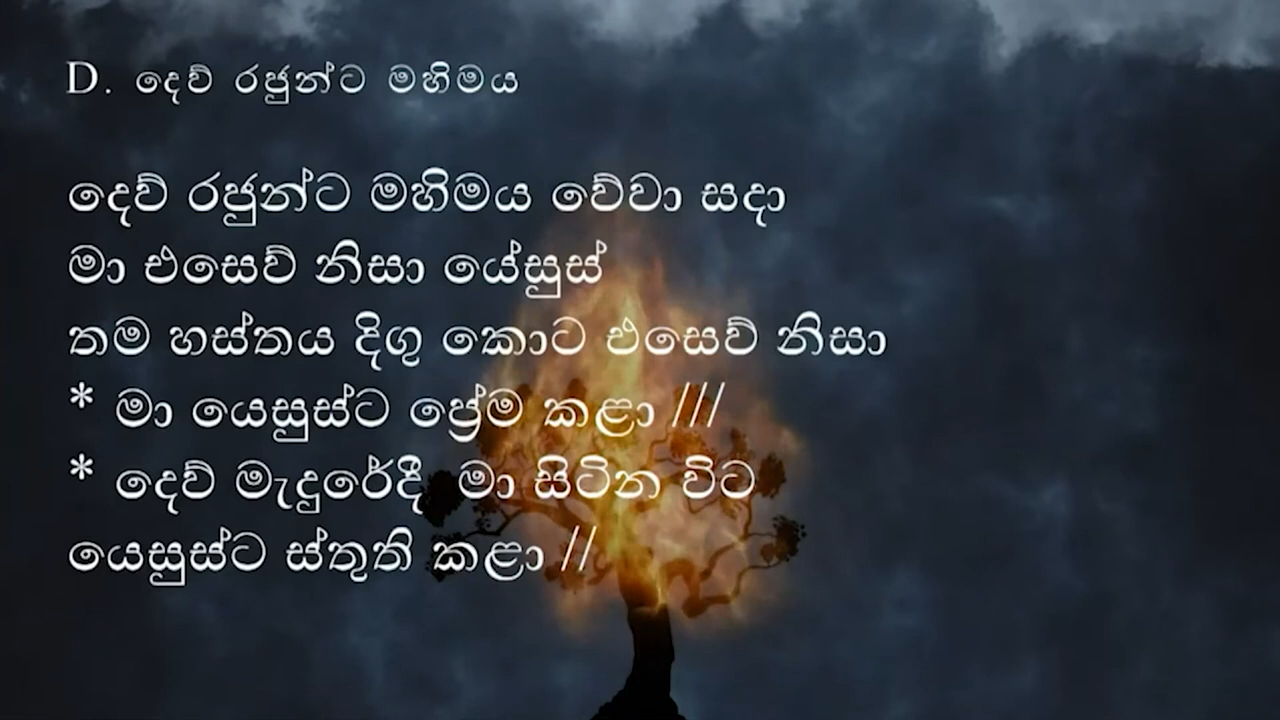 D. දෙව් රජුන්ට මහිමය
දෙව් රජුන්ට මහිමය වේවා සදා
මා එසෙව් නිසා යේසුස්
තම හස්තය දිගු කොට එසෙව් නිසා
* මා යෙසුස්ට ප්‍රේම කළා ///
* දෙව් මැදුරේදී මා සිටින විට
යෙසුස්ට ස්තුති කළා //